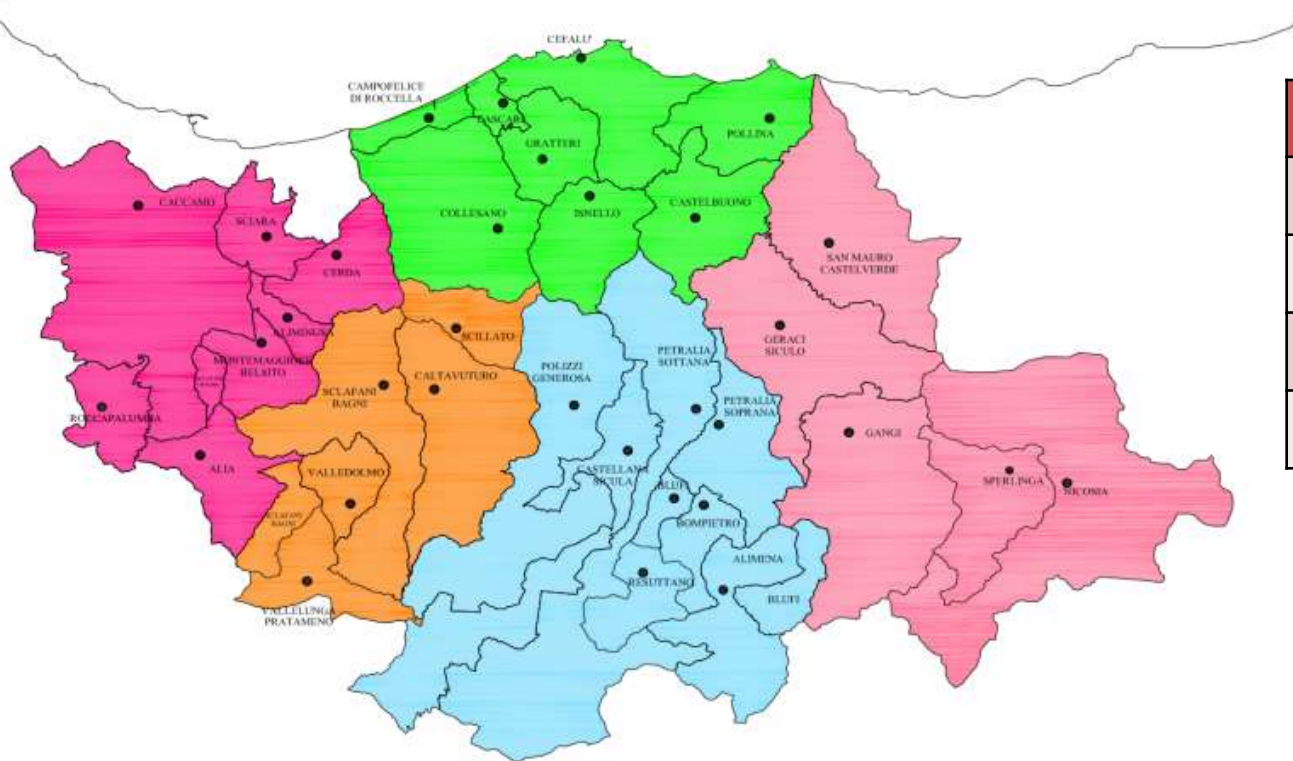 CEFALU'
CAMPOFELICE
DI ROCCELLA
LASCARI
POLLINA
GRATTERI
CACCAMO
SCIARA
COLLESANO
ISNELLO
CASTELBUONO
CERDA
SAN MAURO
CASTELVERDE
ALIMINUSA
SCILLATO
GERACI
SICULO
MONTEMAGGIORE
BELSITO
POLIZZI
GENEROSA
PETRALIA
SOTTANA
SCLAFANI
BAGNI
CALTAVUTURO
PETRALIA
SOPRANA
ROCCAPALUMBA
GANGI
ALIA
VALLEDOLMO
CASTELLANA
SICULA
BLUFI
SPERLINGA
NICOSIA
SCLAFANI
BAGNI
BOMPIETRO
ALIMENA
RESUTTANO
BLUFI
VALLELUNGA
PRATAMENO